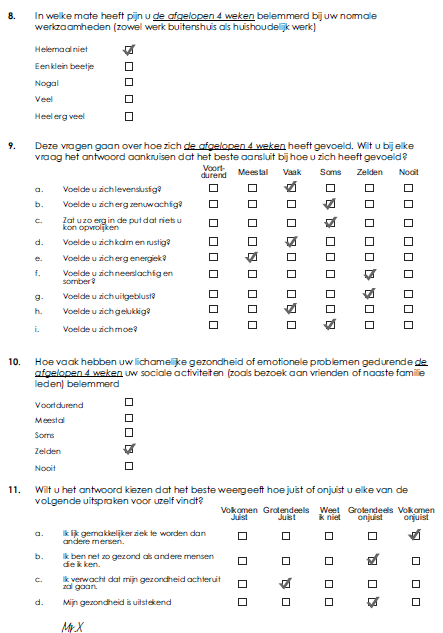 8. In welke mate heeft pijn u de afgelopen 4 weken belemmerd bij uw normale
werkzaamheden (zowel werk buitenshuis als huishoudelijk werk)
Helemaal niet
Een klein beetje
Nogal
Veel
Heel erg veel
9. Deze vragen gaan over hoe zich de afgelopen 4 weken heeft gevoeld. Wilt u bij elke
vraag het antwoord aankruisen dat het beste aansluit bij hoe u zich heeft gevoeld?
Voort-
durend Meestal Vaak Soms Zelden Nooit
a. Voelde u zich levenslustig?
b. Voelde u zich erg zenuwachtig?
c. Zat u zo erg in de put dat niets u
kon opvrolijken
d. Voelde u zich kalm en rustig?
e. Voelde u zich erg energiek?
f. Voelde u zich neerslachtig en
somber?
g. Voelde u zich uitgeblust?
h. Voelde u zich gelukkig?
i. Voelde u zich moe?
10. Hoe vaak hebben uw lichamelijke gezondheid of emotionele problemen gedurende de
afgelopen 4 weken uw sociale activiteiten (zoals bezoek aan vrienden of naaste familie
leden) belemmerd
Voortdurend
Meestal
Soms
Zelden
Nooit
11. Wilt u het antwoord kiezen dat het beste weergeeft hoe juist of onjuist u elke van de
volgende uitspraken voor uzelf vindt?
Volkomen Grotendeels Weet Grotendeels Volkomen
Juist Juist ik niet onjuist onjuist
a. Ik lijk gemakkelijker ziek te worden dan
andere mensen.
b. Ik ben net zo gezond als andere mensen
die ik ken.
c. Ik verwacht dat mijn gezondheid achteruit
zal gaan.
d. Mijn gezondheid is uitstekend
Mr X